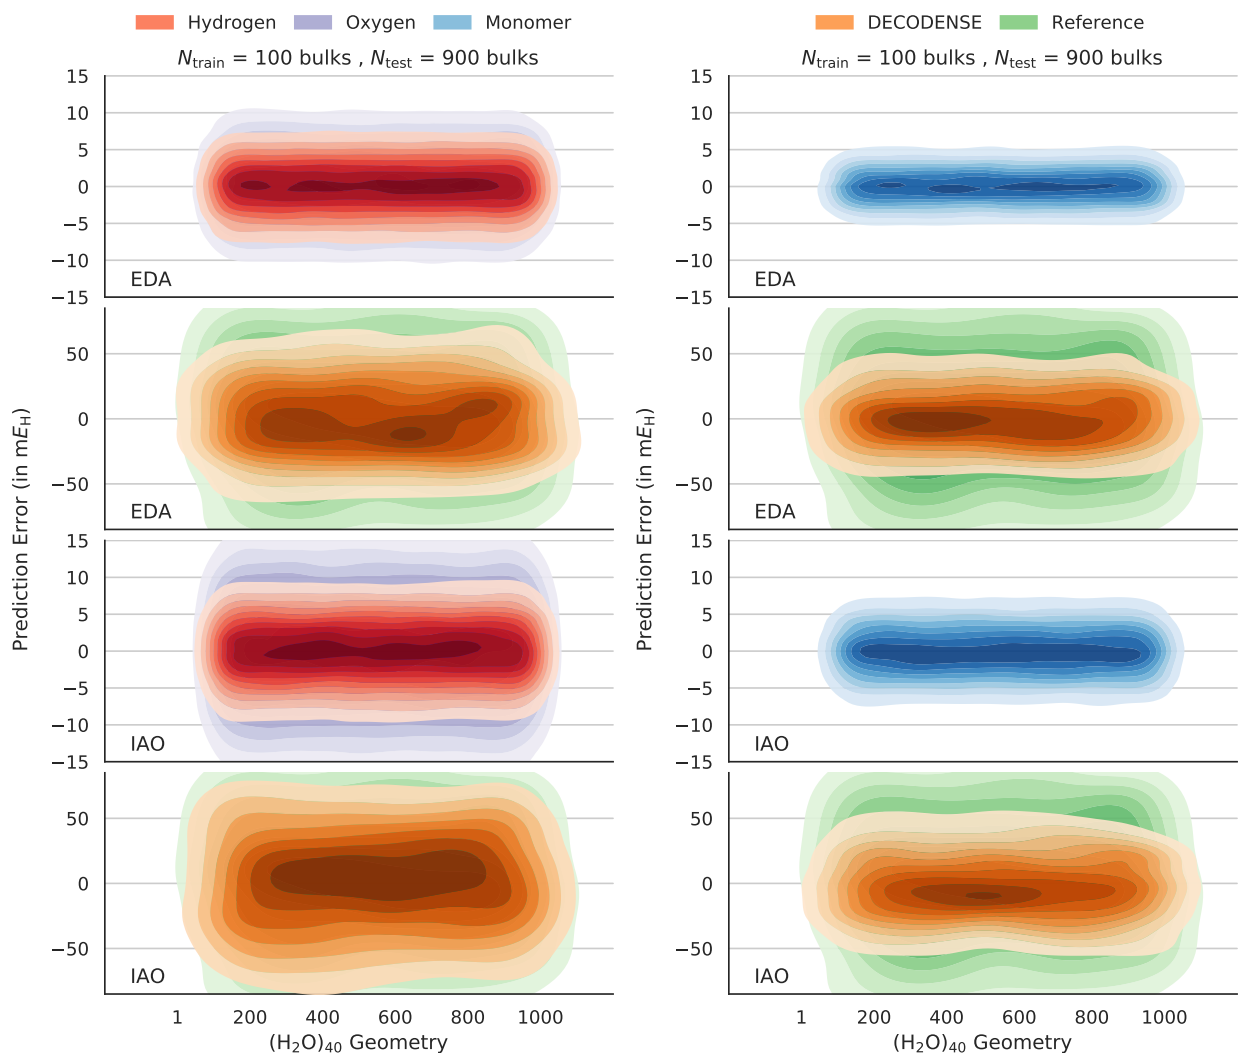 Hydrogen Oxygen Monomer
DECODENSE Reference
N_train = 100 bulks , N_test = 900 bulks
N_train = 100 bulks , N_test = 900 bulks
Prediction Error (in mE_H)
15
10
5
0
−5
−10
−15
EDA
50
0
−50
EDA
15
10
5
0
−5
−10
−15
IAO
50
0
−50
IAO
1 200 400 600 800 1000
(H₂O)₄₀ Geometry
Prediction Error (in mE_H)
15
10
5
0
−5
−10
−15
EDA
50
0
−50
EDA
15
10
5
0
−5
−10
−15
IAO
50
0
−50
IAO
1 200 400 600 800 1000
(H₂O)₄₀ Geometry